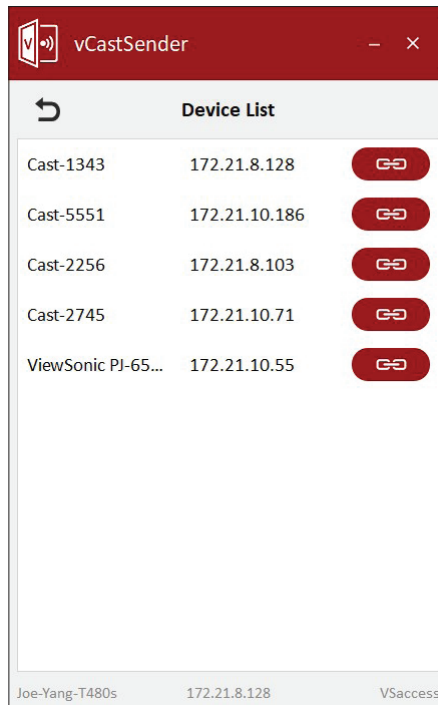 V vCastSender
Device List
Cast-1343 172.21.8.128
Cast-5551 172.21.10.186
Cast-2256 172.21.8.103
Cast-2745 172.21.10.71
ViewSonic PJ-65... 172.21.10.55
Joe-Yang-T480s 172.21.8.128 VSaccess